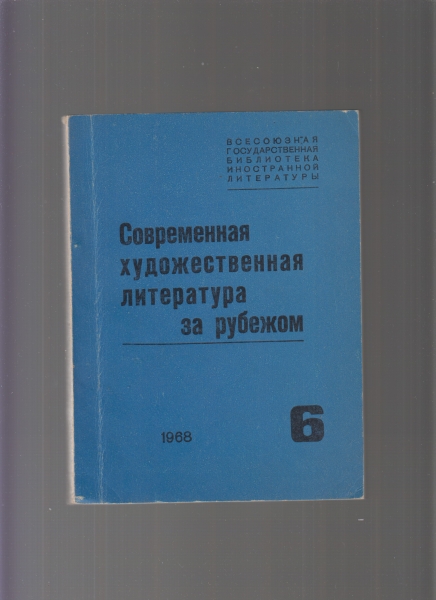 ВСЕСОЮЗНАЯ
ГОСУДАРСТВЕННАЯ
БИБЛИОТЕКА
ИНОСТРАННОЙ
ЛИТЕРАТУРЫ
Современная
художественная
литература
за рубежом
1968
6